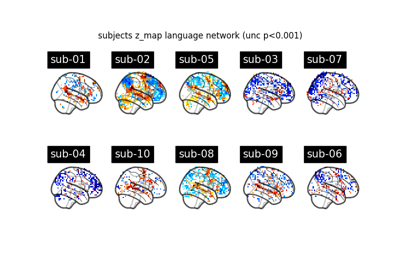 subjects z_map language network (unc p<0.001)
sub-01 sub-02 sub-05 sub-03 sub-07
sub-04 sub-10 sub-08 sub-09 sub-06